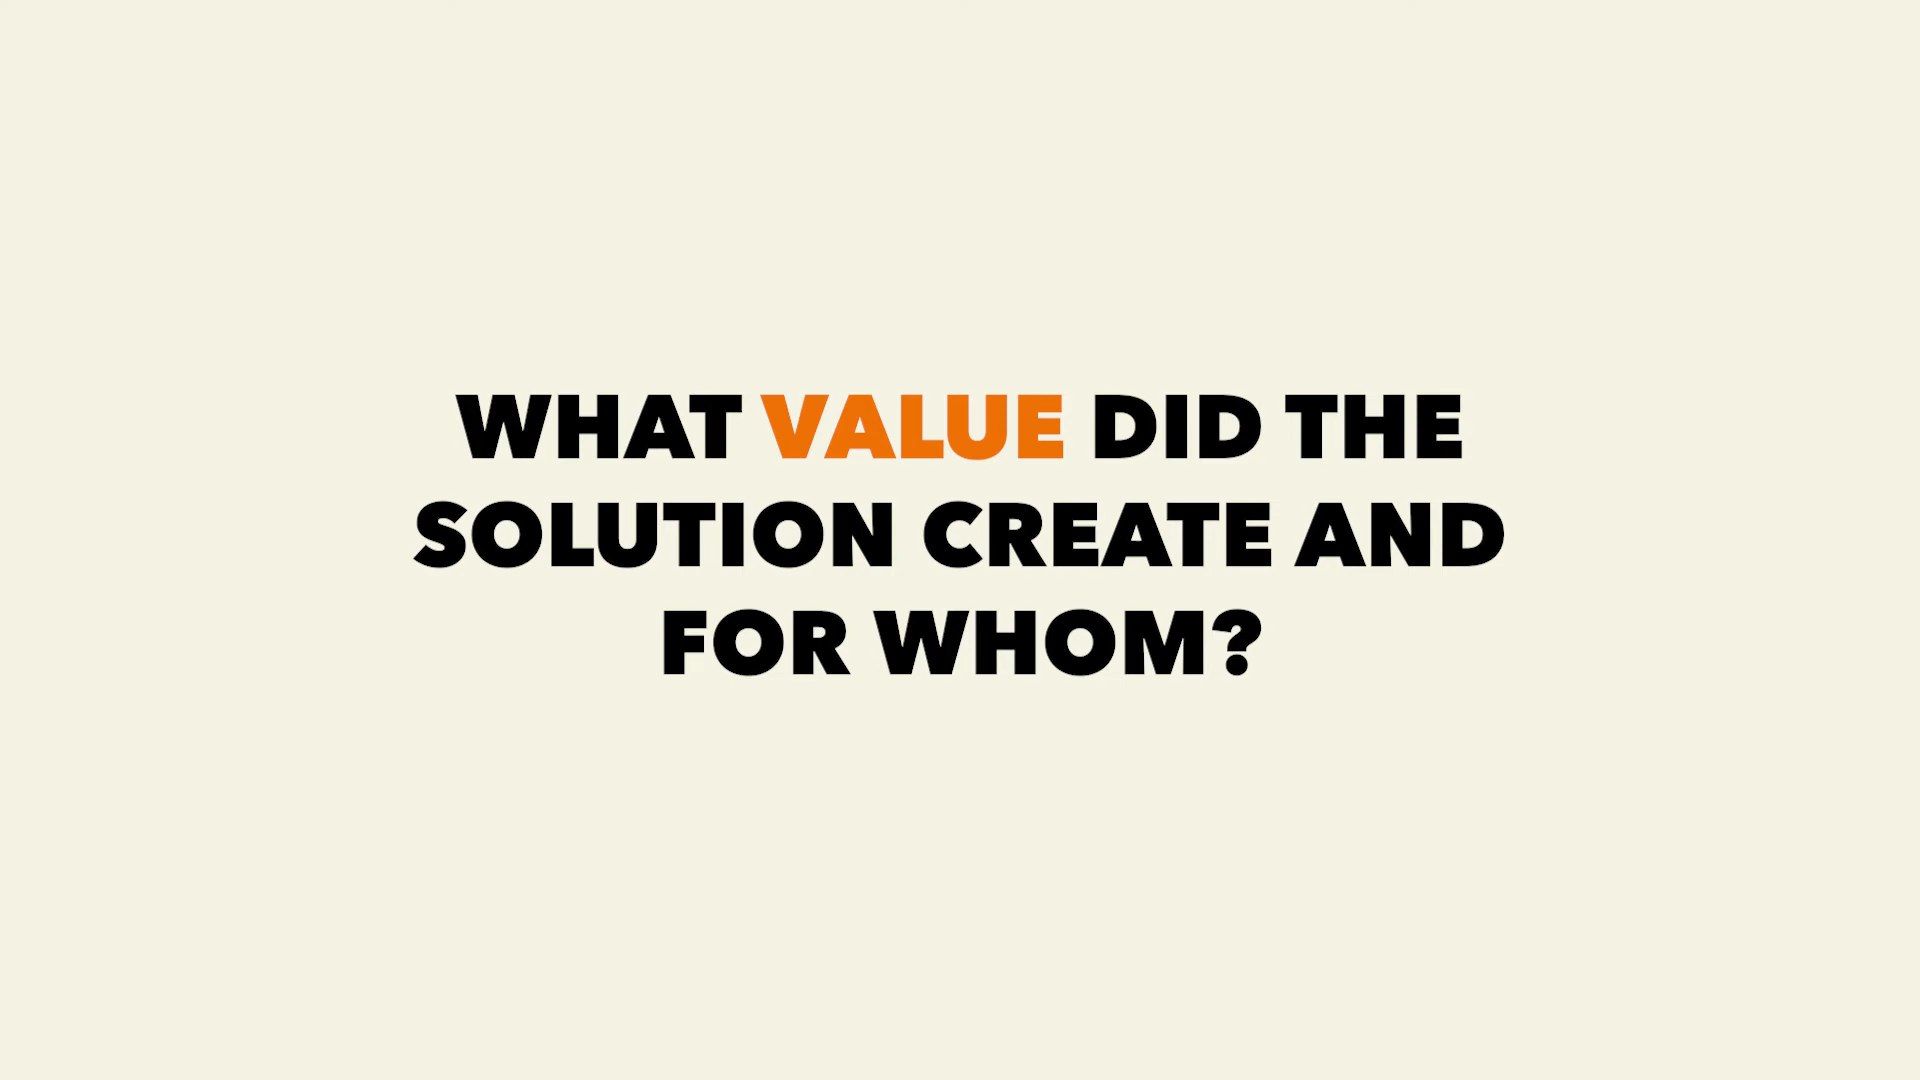 WHAT VALUE DID THE
SOLUTION CREATE AND
FOR WHOM?